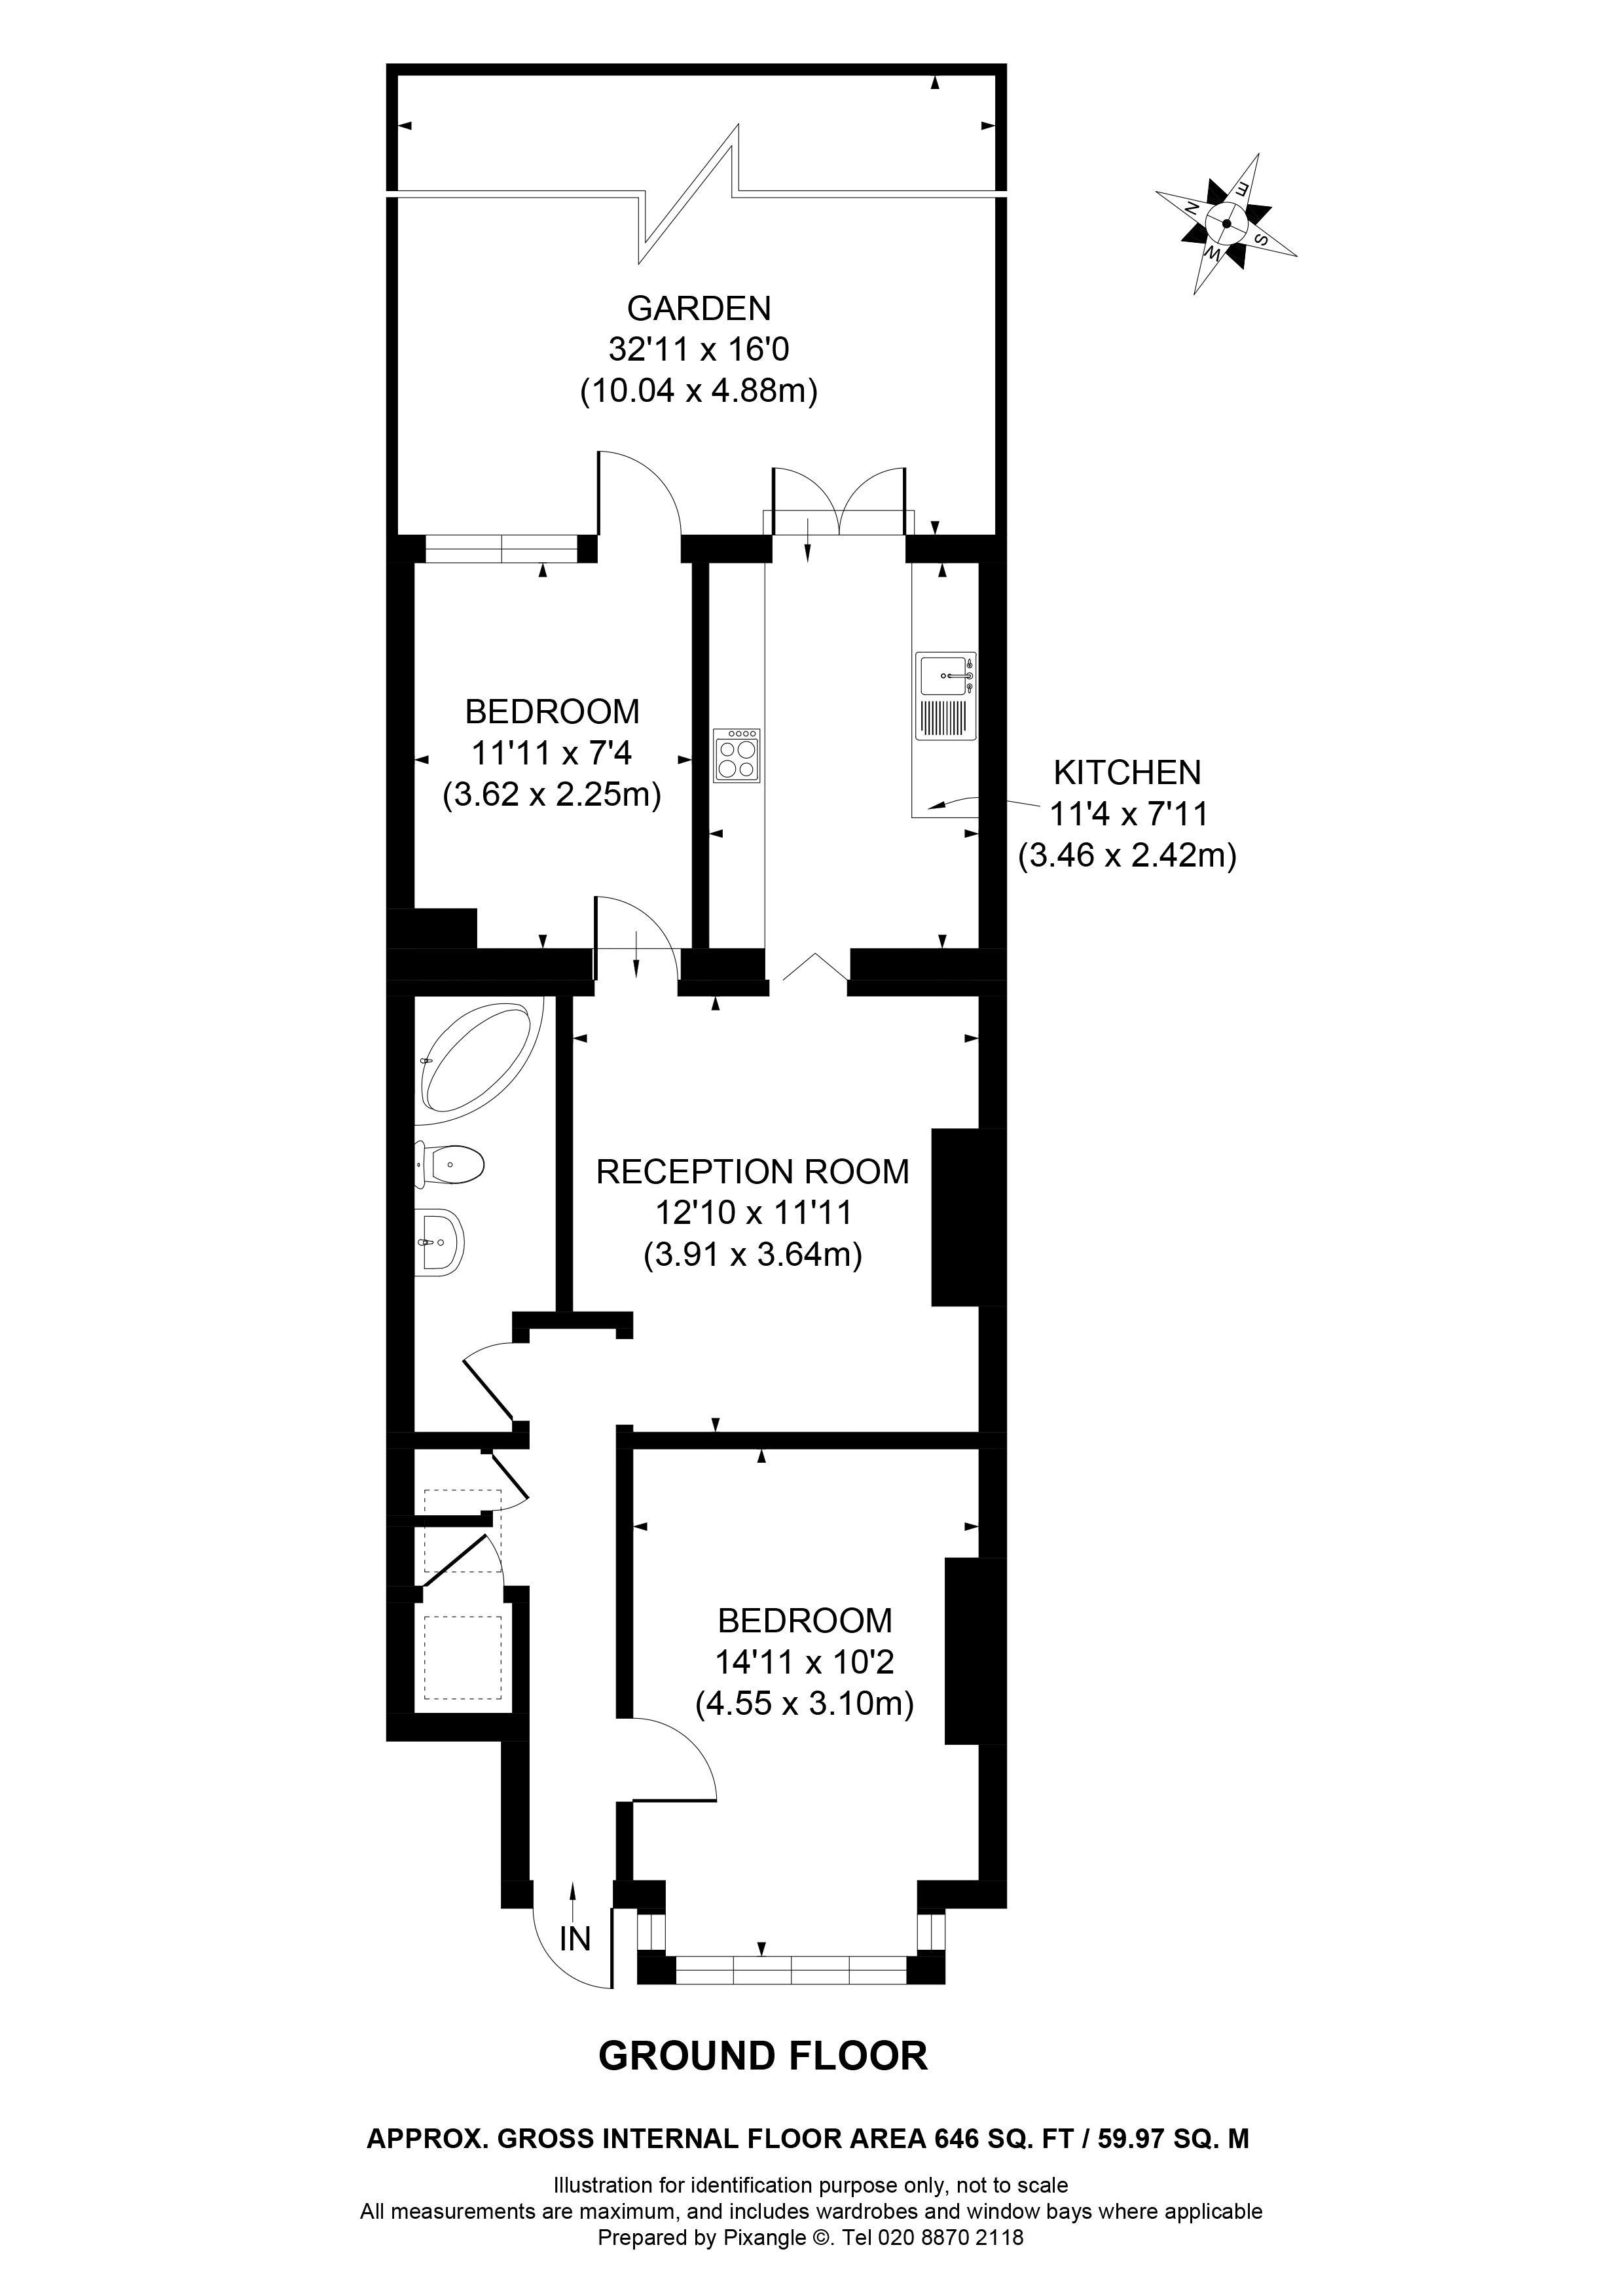 GARDEN
32'11 x 16'0
(10.04 x 4.88m)
N
E
S
W
BEDROOM
11'11 x 7'4
(3.62 x 2.25m)
KITCHEN
11'4 x 7'11
(3.46 x 2.42m)
RECEPTION ROOM
12'10 x 11'11
(3.91 x 3.64m)
BEDROOM
14'11 x 10'2
(4.55 x 3.10m)
IN
GROUND FLOOR
APPROX. GROSS INTERNAL FLOOR AREA 646 SQ. FT / 59.97 SQ. M
Illustration for identification purpose only, not to scale
All measurements are maximum, and includes wardrobes and window bays where applicable
Prepared by Pixangle ©. Tel 020 8870 2118